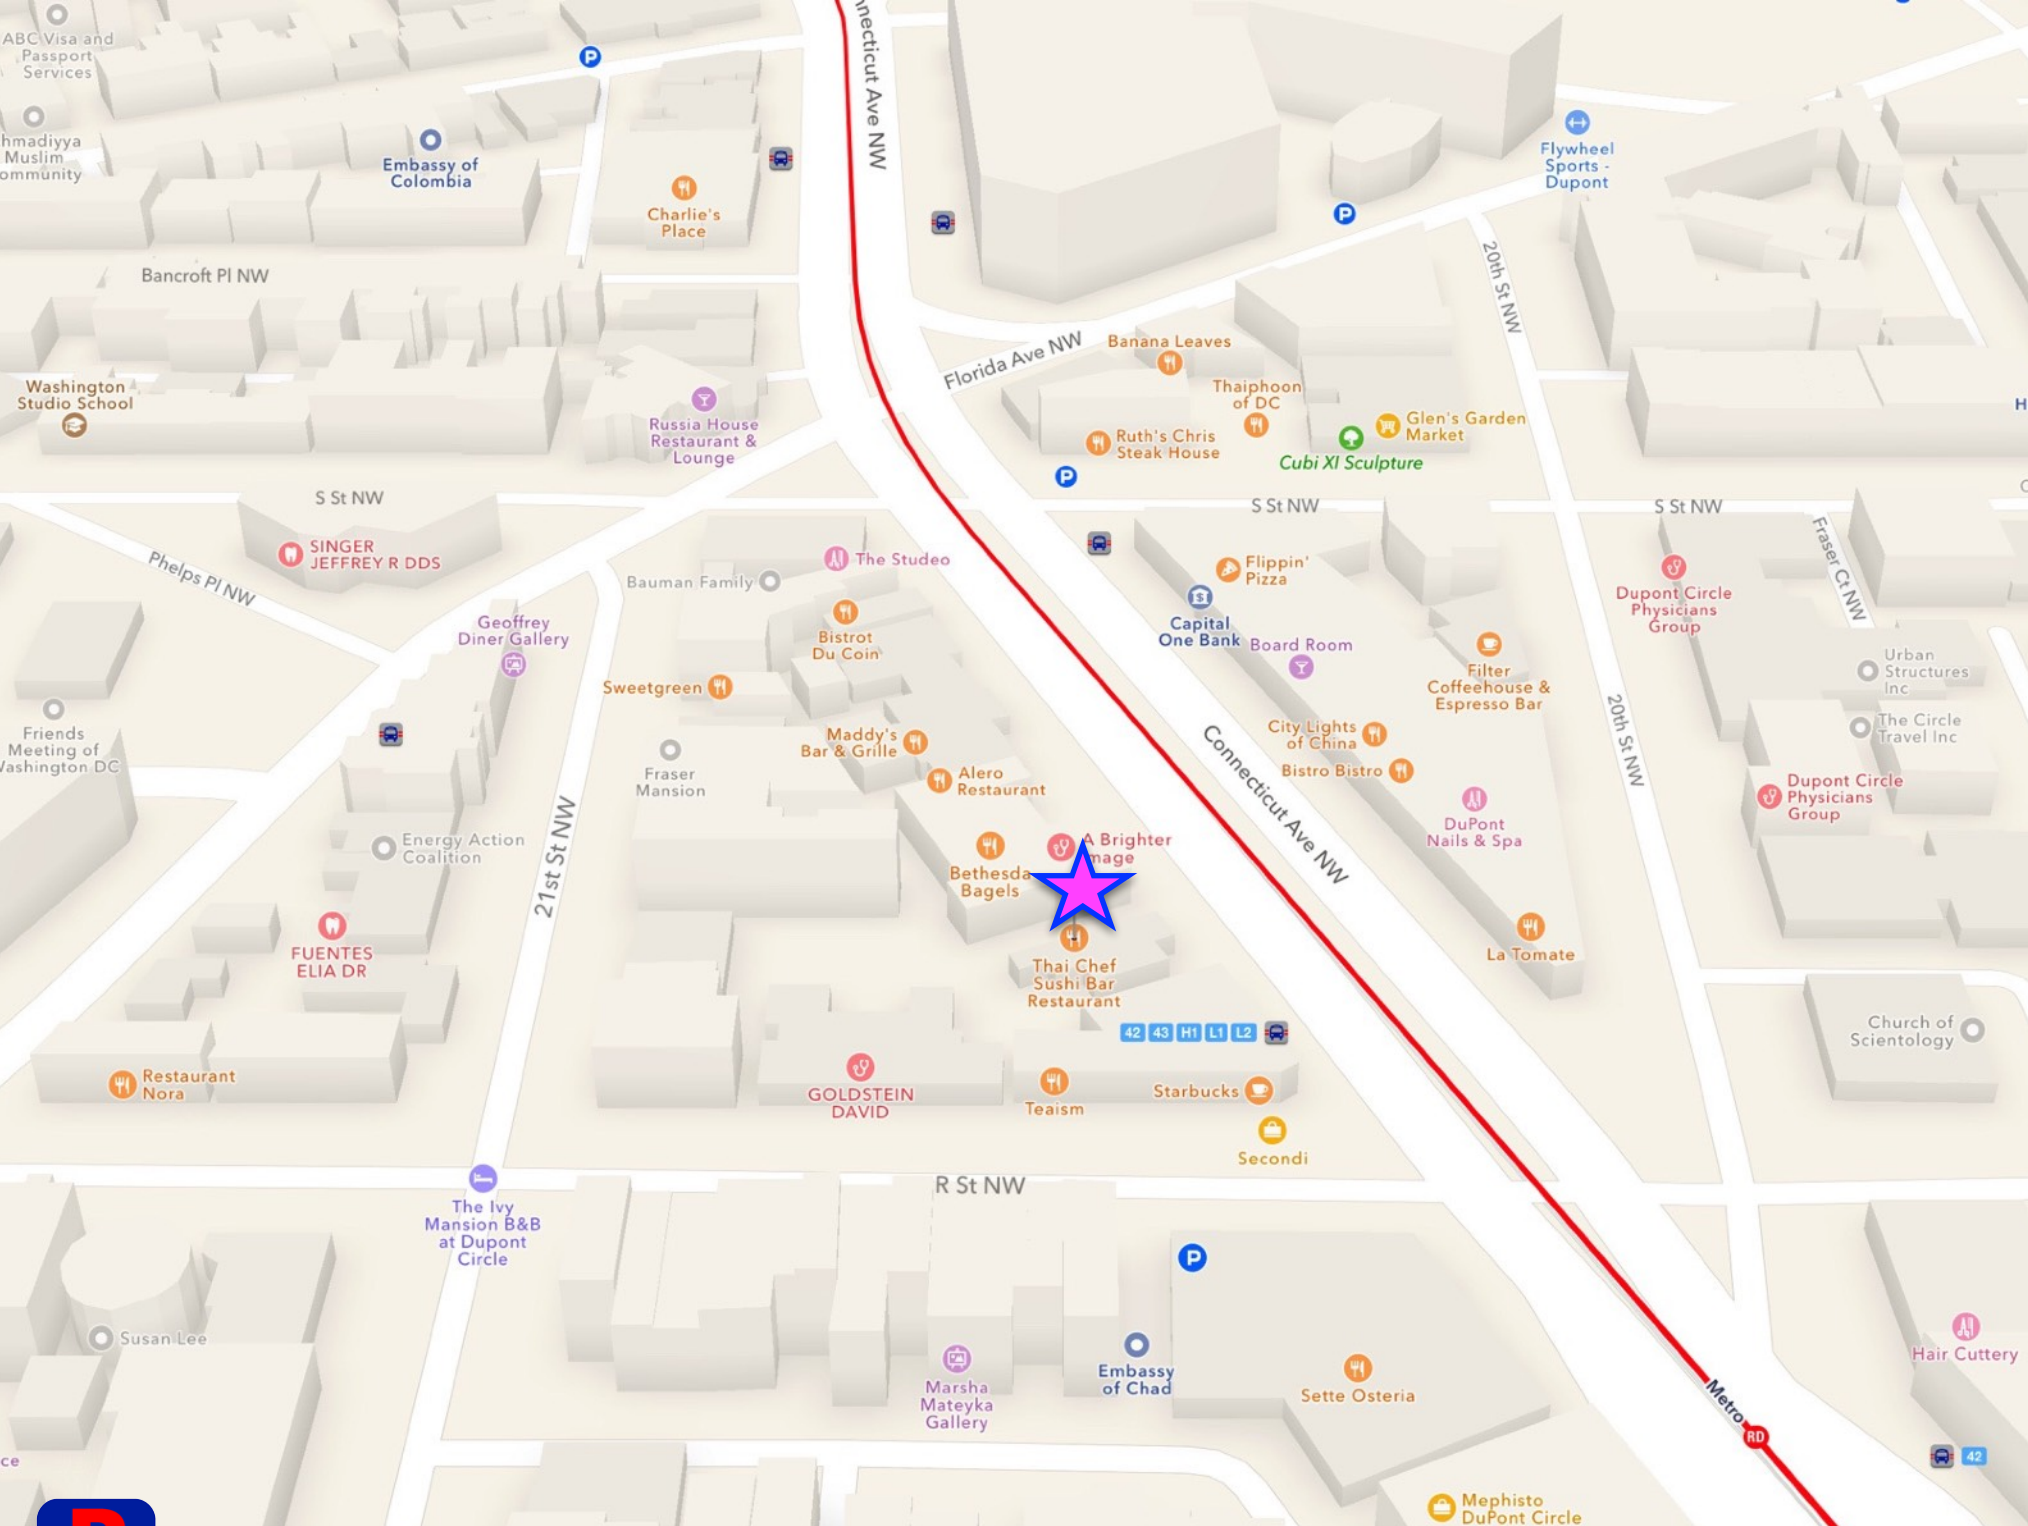 ABC Visa and
Passport
Services
P
Connecticut Ave NW
hmadiyya
Muslim
ommunity
Embassy of
Colombia
Charlie's
Place
Flywheel
Sports -
Dupont
P
Bancroft Pl NW
20th St NW
Washington
Studio School
Russia House
Restaurant &
Lounge
Florida Ave NW
Banana Leaves
Thaiphoon
of DC
Glen's Garden
Market
Ruth's Chris
Steak House
Cubi XI Sculpture
P
H
S St NW
S St NW
S St NW
SINGER
JEFFREY R DDS
Phelps Pl NW
The Studeo
Bauman Family
Flippin'
Pizza
Fraser Ct NW
Dupont Circle
Physicians
Group
Geoffrey
Diner Gallery
Bistrot
Du Coin
Capital
One Bank
Board Room
Filter
Coffeehouse &
Espresso Bar
Urban
Structures
Inc
Sweetgreen
Friends
Meeting of
Washington DC
Maddy's
Bar & Grille
City Lights
of China
Bistro Bistro
20th St NW
The Circle
Travel Inc
Fraser
Mansion
Alero
Restaurant
Connecticut Ave NW
Dupont Circle
Physicians
Group
DuPont
Nails & Spa
Energy Action
Coalition
21st St NW
Bethesda
Bagels
A Brighter
Image
FUENTES
ELIA DR
La Tomate
Thai Chef
Sushi Bar
Restaurant
42 43 H1 L1 L2
Church of
Scientology
Restaurant
Nora
GOLDSTEIN
DAVID
Teaism
Starbucks
Secondi
R St NW
The Ivy
Mansion B&B
at Dupont
Circle
P
Susan Lee
Marsha
Mateyka
Gallery
Embassy
of Chad
Sette Osteria
Hair Cuttery
Metro
RD
42
ce
Mephisto
DuPont Circle